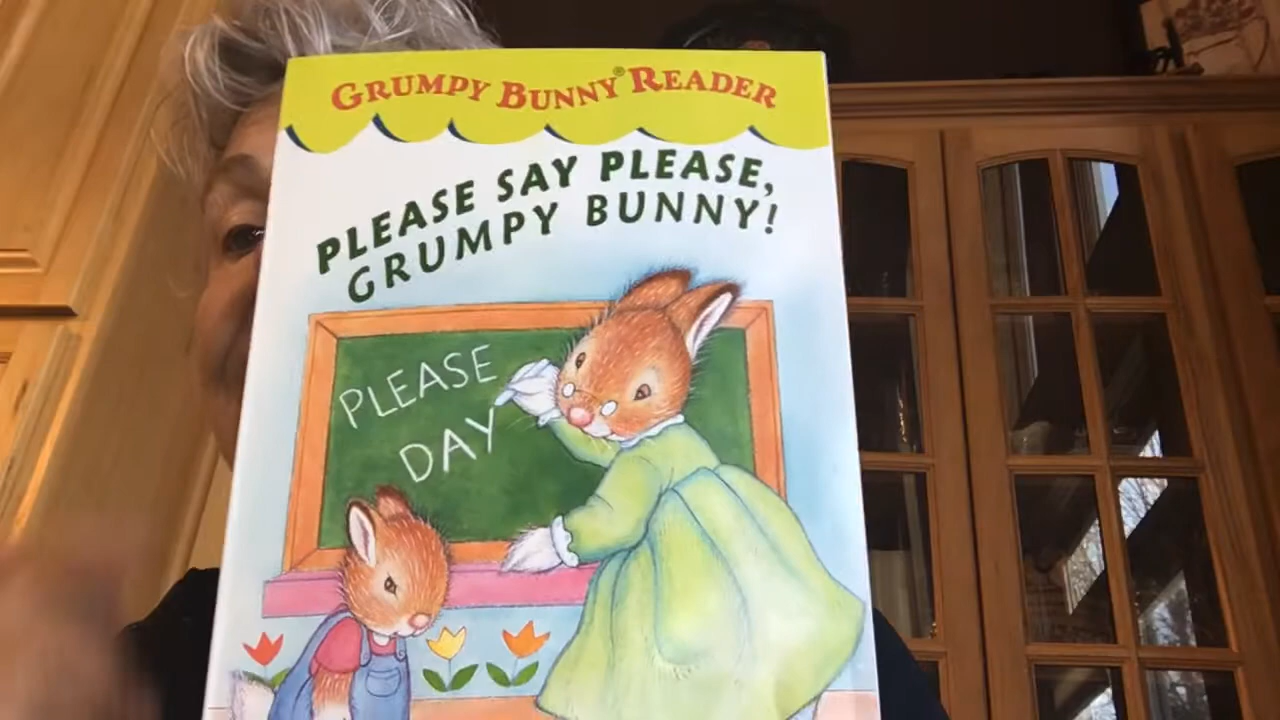 GRUMPY BUNNY® READER
PLEASE SAY PLEASE,
GRUMPY BUNNY!
PLEASE
DAY